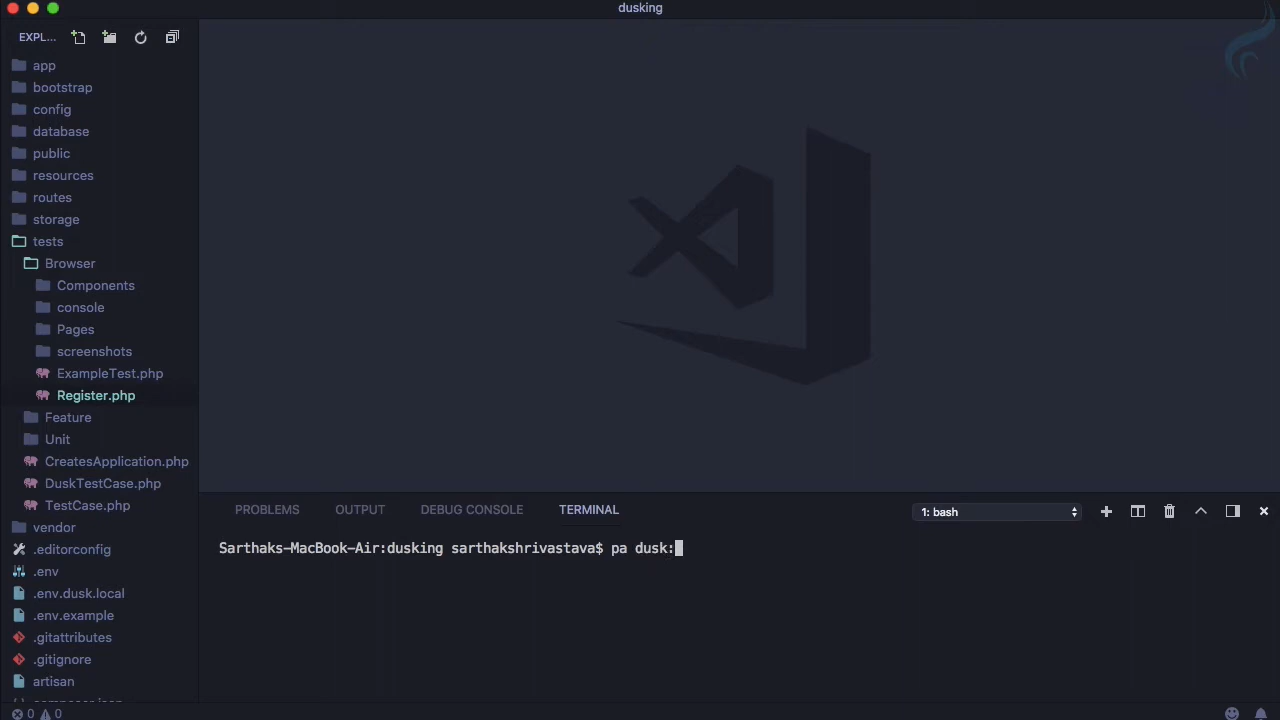 dusking
EXPL...
app
bootstrap
config
database
public
resources
routes
storage
tests
Browser
Components
console
Pages
screenshots
ExampleTest.php
Register.php
Feature
Unit
CreatesApplication.php
DuskTestCase.php
TestCase.php
vendor
.editorconfig
.env
.env.dusk.local
.env.example
.gitattributes
.gitignore
artisan
PROBLEMS OUTPUT DEBUG CONSOLE TERMINAL 1: bash
Sarthaks-MacBook-Air:dusking sarthakshrivastava$ pa dusk:
0 0